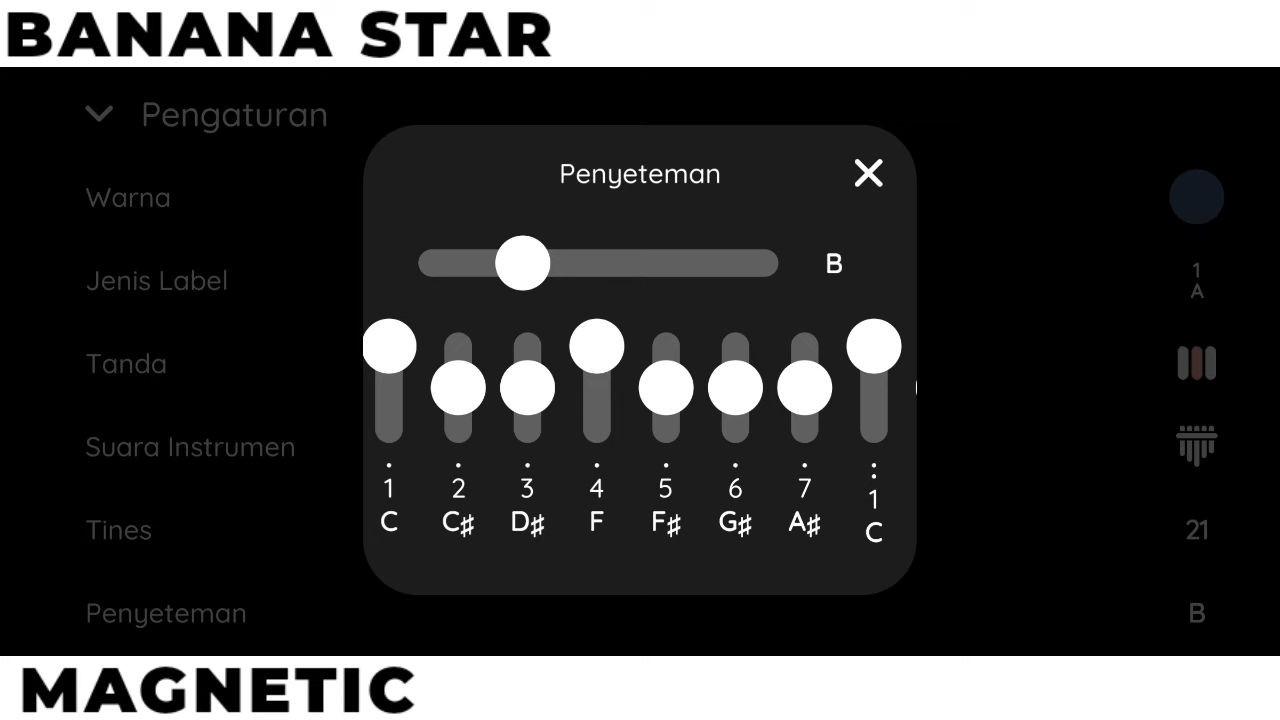 BANANA STAR
Pengaturan
Penyeteman
Warna
B
Jenis Label
1
A
Tanda
Suara Instrumen
1 2 3 4 5 6 7 1
C C♯ D♯ F F♯ G♯ A♯ C
Tines
21
Penyeteman
B
MAGNETIC